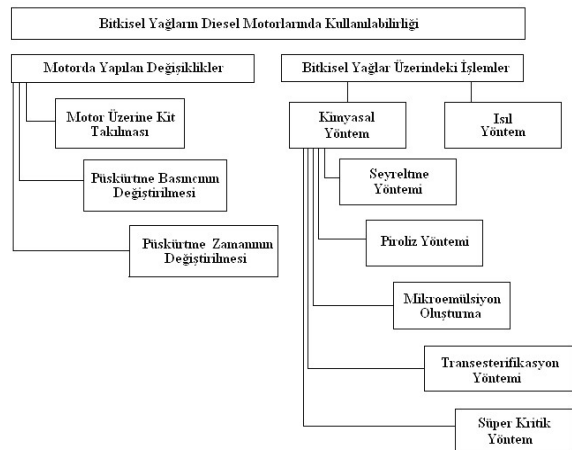 Bitkisel Yağların Diesel Motorlarında Kullanılabilirliği
Motorda Yapılan Değişiklikler
Bitkisel Yağlar Üzerindeki İşlemler
Motor Üzerine Kit
Takılması
Püskürtme Basıncının
Değiştirilmesi
Püskürtme Zamanının
Değiştirilmesi
Kimyasal
Yöntem
Isıl
Yöntem
Seyreltme
Yöntemi
Piroliz Yöntemi
Mikroemülsiyon
Oluşturma
Transesterifikasyon
Yöntemi
Süper Kritik
Yöntem